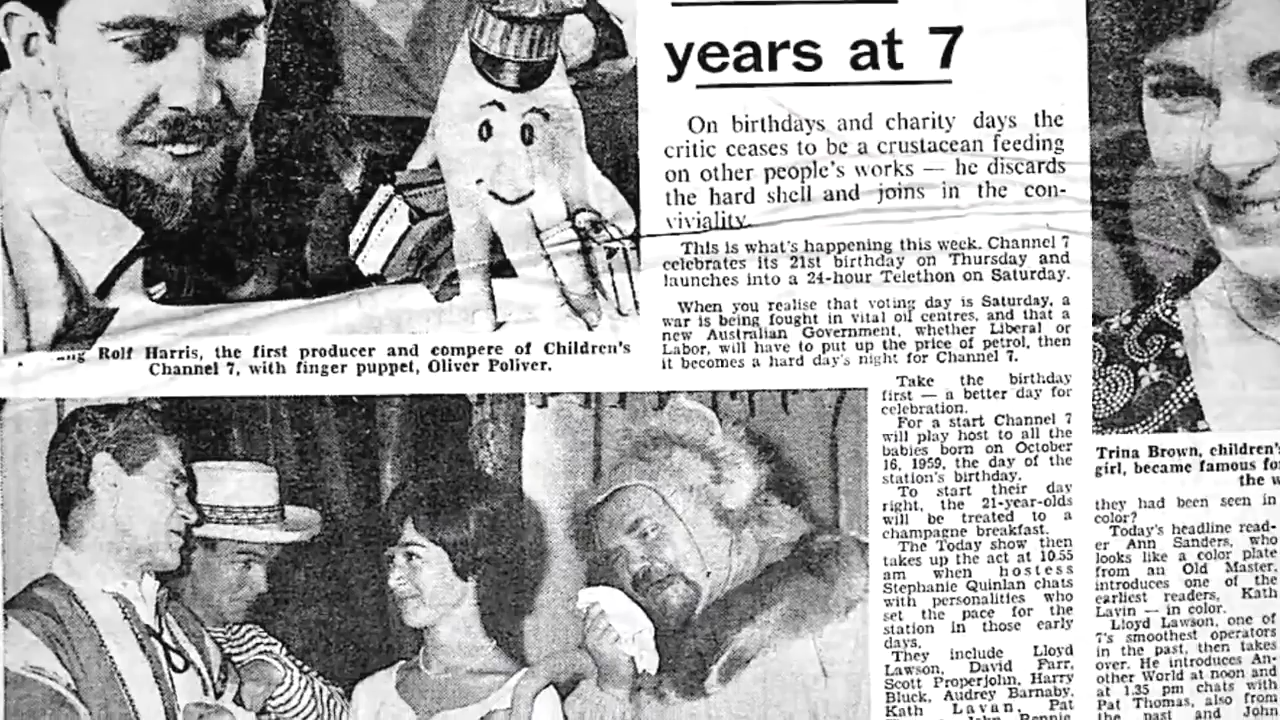 years at 7
On birthdays and charity days the
critic ceases to be a crustacean feeding
on other people's works — he discards
the hard shell and joins in the con-
viviality.
This is what's happening this week. Channel 7
celebrates its 21st birthday on Thursday and
launches into a 24-hour Telethon on Saturday.
When you realise that voting day is Saturday, a
war is being fought in vital oil centres, and that a
new Australian Government, whether Liberal or
Labor, will have to put up the price of petrol, then
it becomes a hard day's night for Channel 7.
Rolf Harris, the first producer and compere of Children's
Channel 7, with finger puppet, Oliver Poliver.
Take the birthday
first — a better day for
celebration.
For a start Channel 7
will play host to all the
babies born on October
16, 1959, the day of the
station's birthday.
To start their day
right, the 21-year-olds
will be treated to a
champagne breakfast.
The Today show then
takes up the act at 10.55
am when hostess
Stephanie Quinlan chats
with personalities who
set the pace for the
station in those early
days.
They include Lloyd
Lawson, David Farr,
Scott Properjohn, Harry
Bluck, Audrey Barnaby,
Kath Lavan, Pat
Trina Brown, children's
girl, became famous fo
the w
they had been seen in
color?
Today's headline read-
er Ann Sanders, who
looks like a color plate
from an Old Master,
introduces one of the
earliest readers, Kath
Lavin — in color.
Lloyd Lawson, one of
7's smoothest operators
in the past, then takes
over. He introduces An-
other World at noon and
at 1.35 pm chats with
Pat Thomas, also from
the past and John